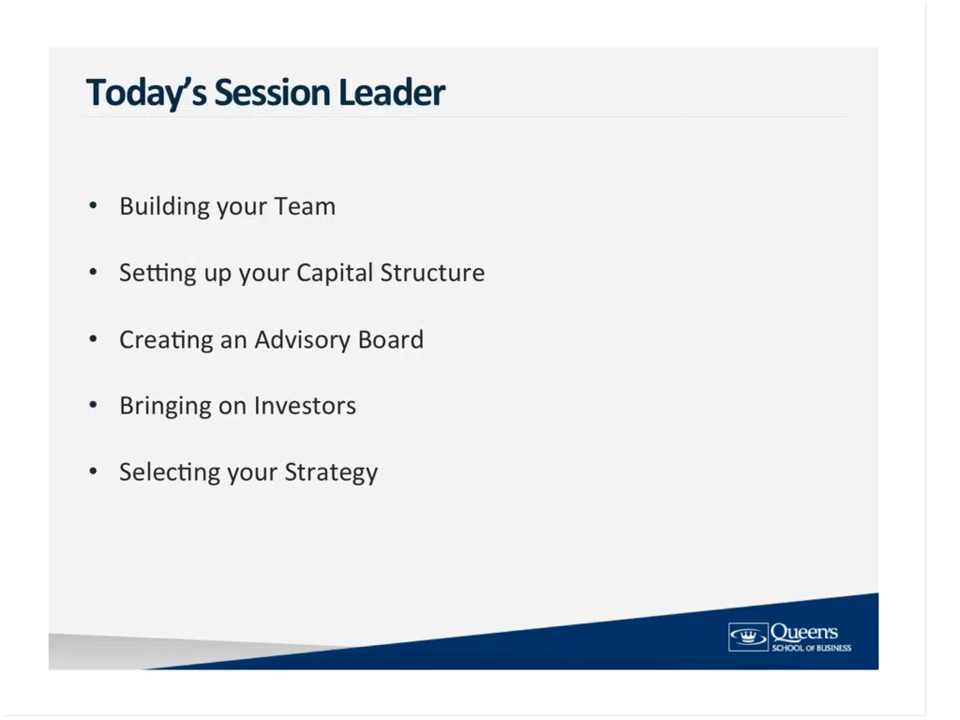 Today's Session Leader
• Building your Team
• Setting up your Capital Structure
• Creating an Advisory Board
• Bringing on Investors
• Selecting your Strategy
Queen's
SCHOOL OF BUSINESS